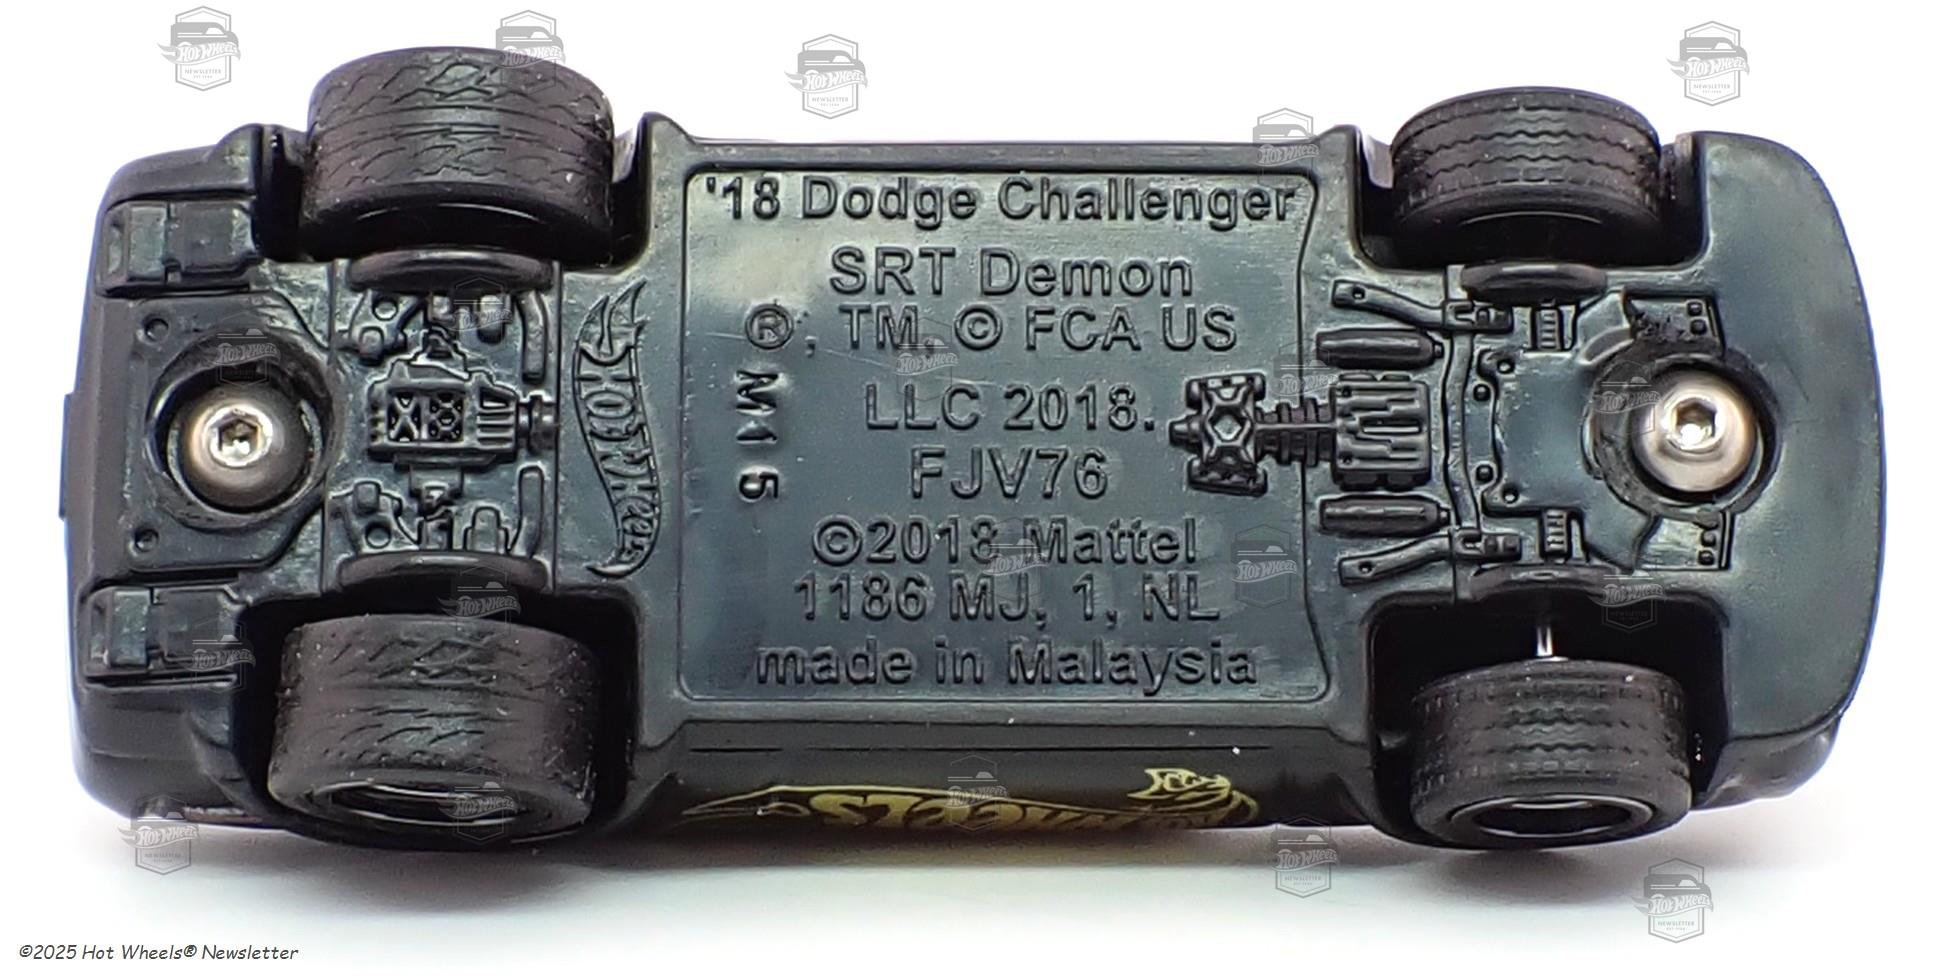 '18 Dodge Challenger
SRT Demon
®, TM, © FCA US
LLC 2018.
FJV76
©2018 Mattel
1186 MJ, 1, NL
made in Malaysia
M15
HOT WHEELS
©2025 Hot Wheels® Newsletter
HOT WHEELS
NEWSLETTER